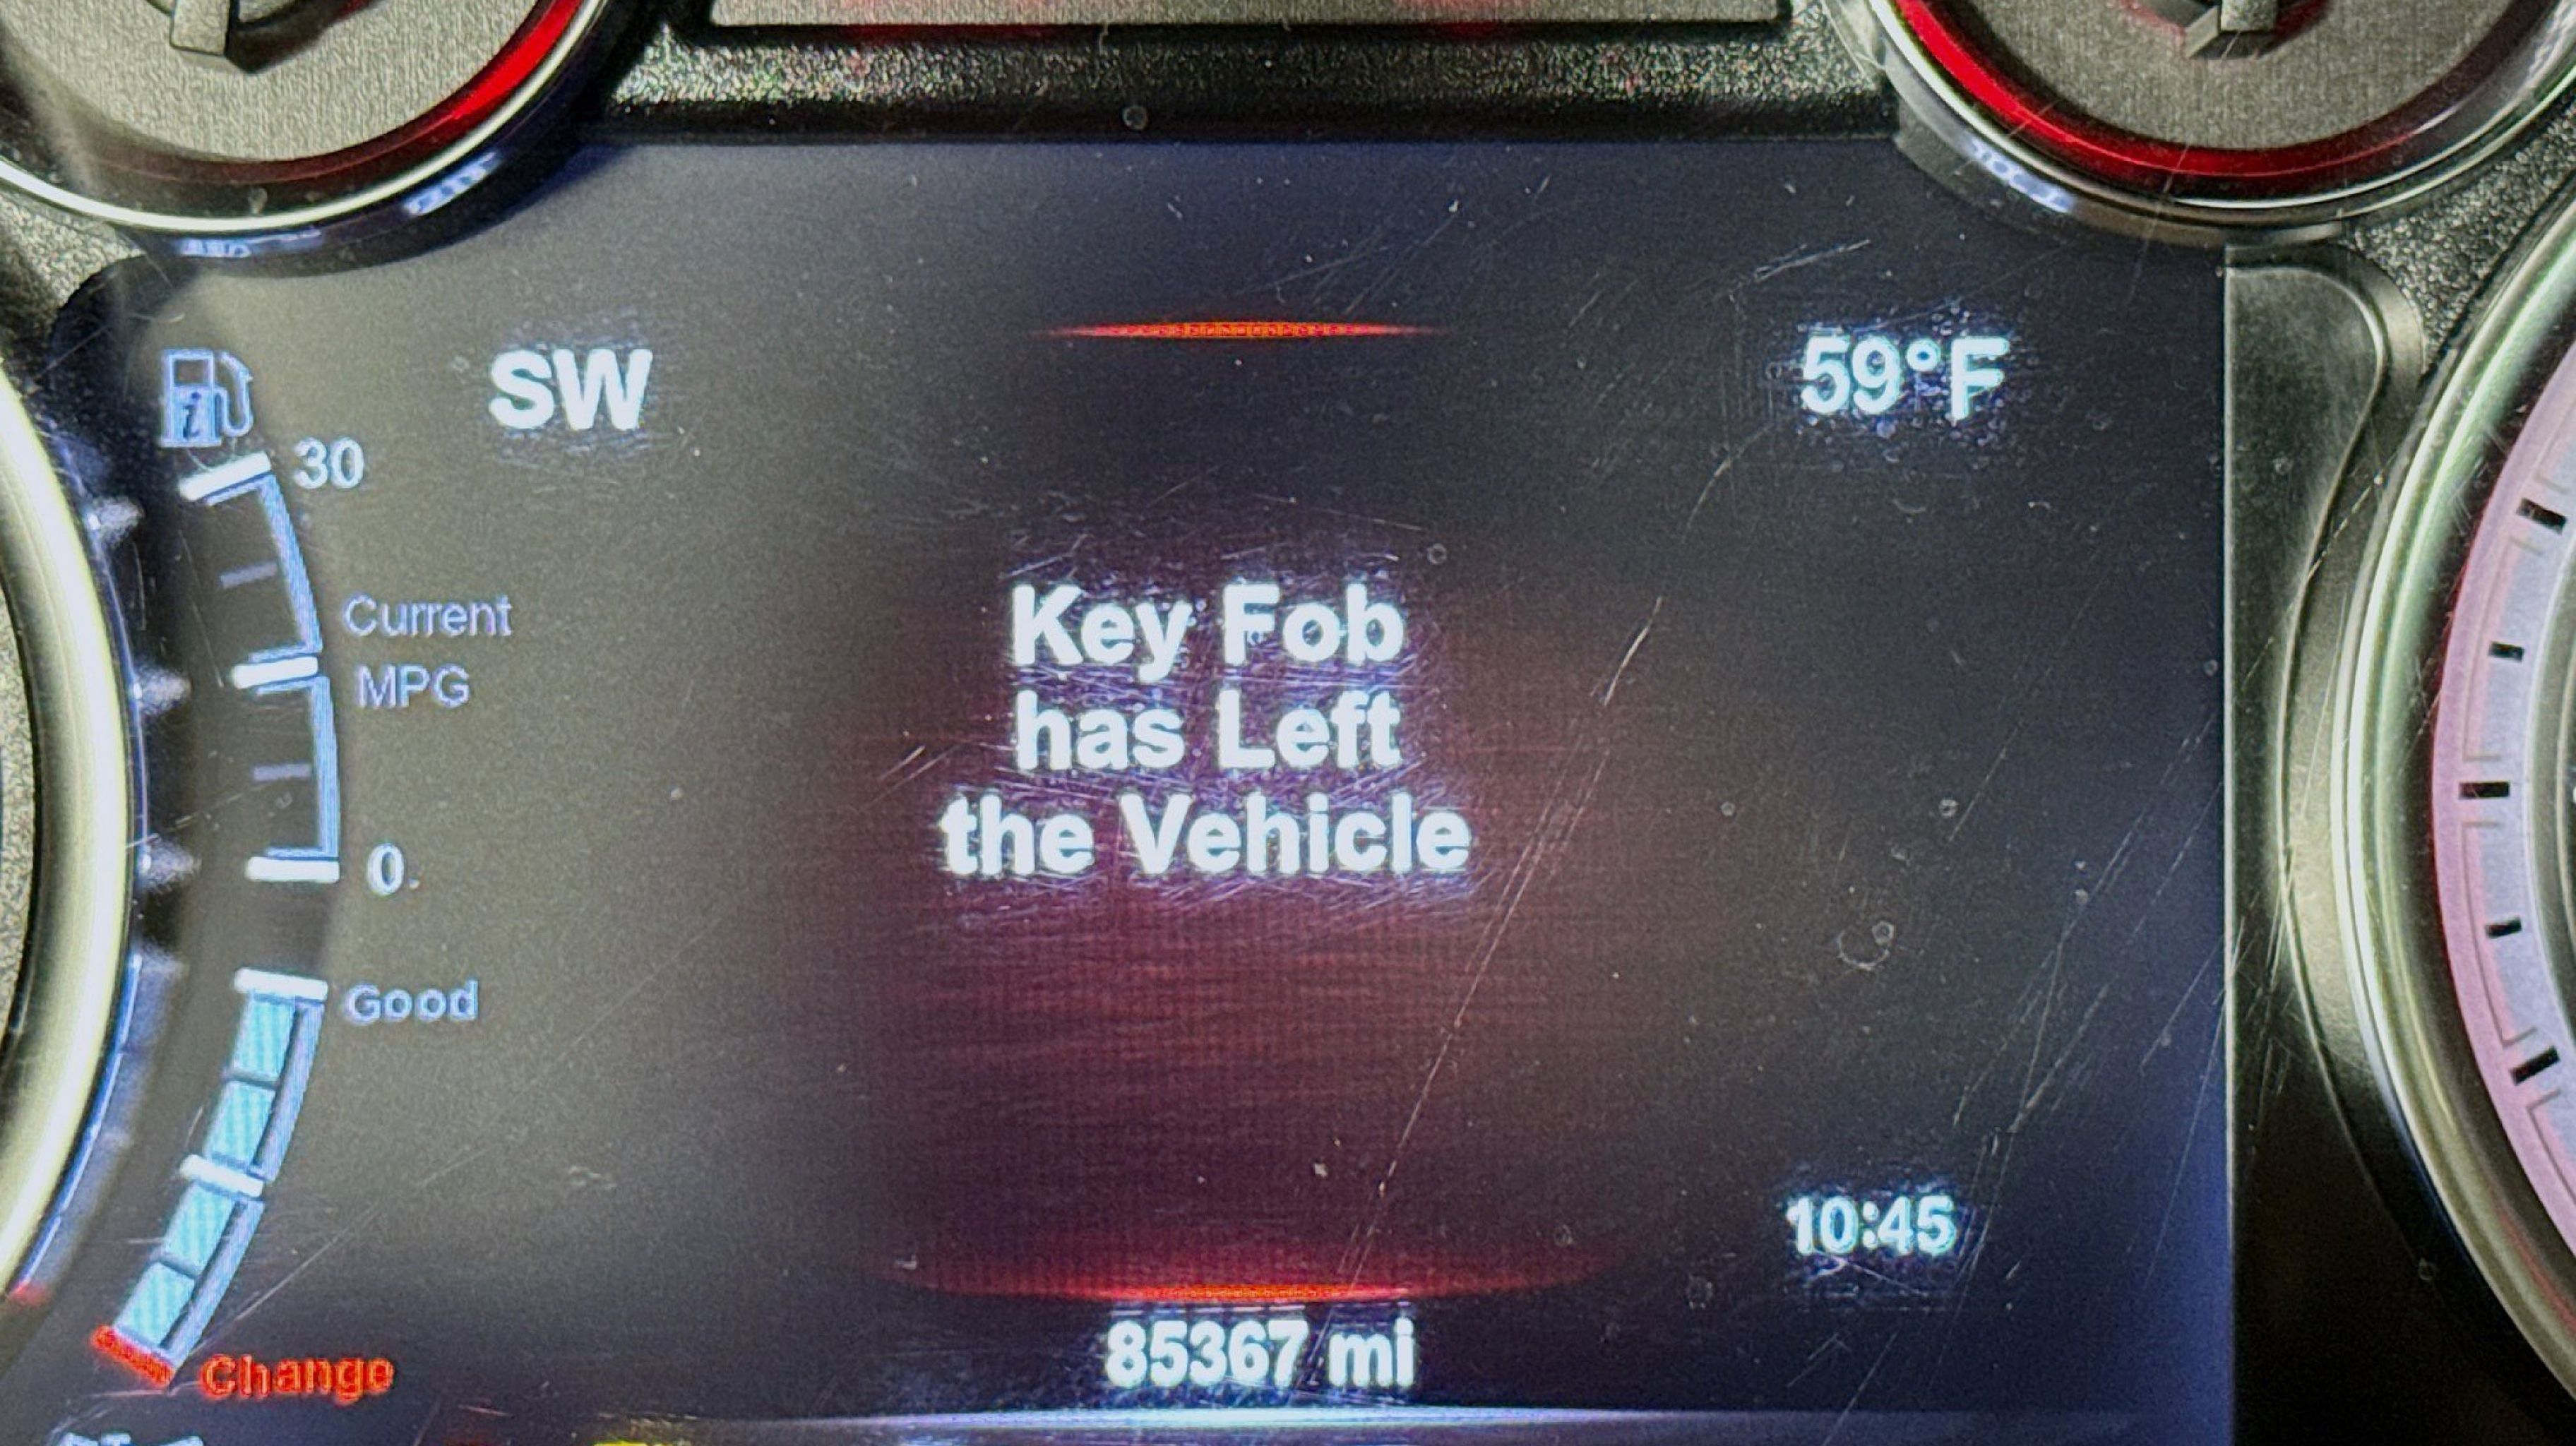 SW
59°F
30
Current
MPG
0
Key Fob
has Left
the Vehicle
Good
10:45
Change
85367 mi